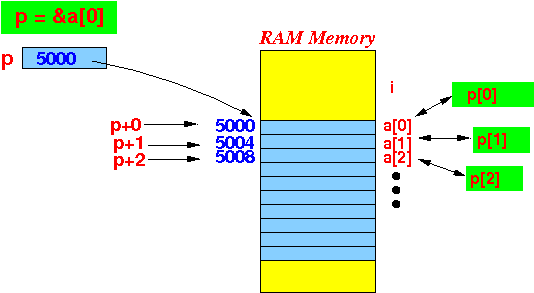 p = &a[0]
RAM Memory
p 5000
i
p[0]
p+0 5000 a[0]
p+1 5004 a[1] p[1]
p+2 5008 a[2]
p[2]